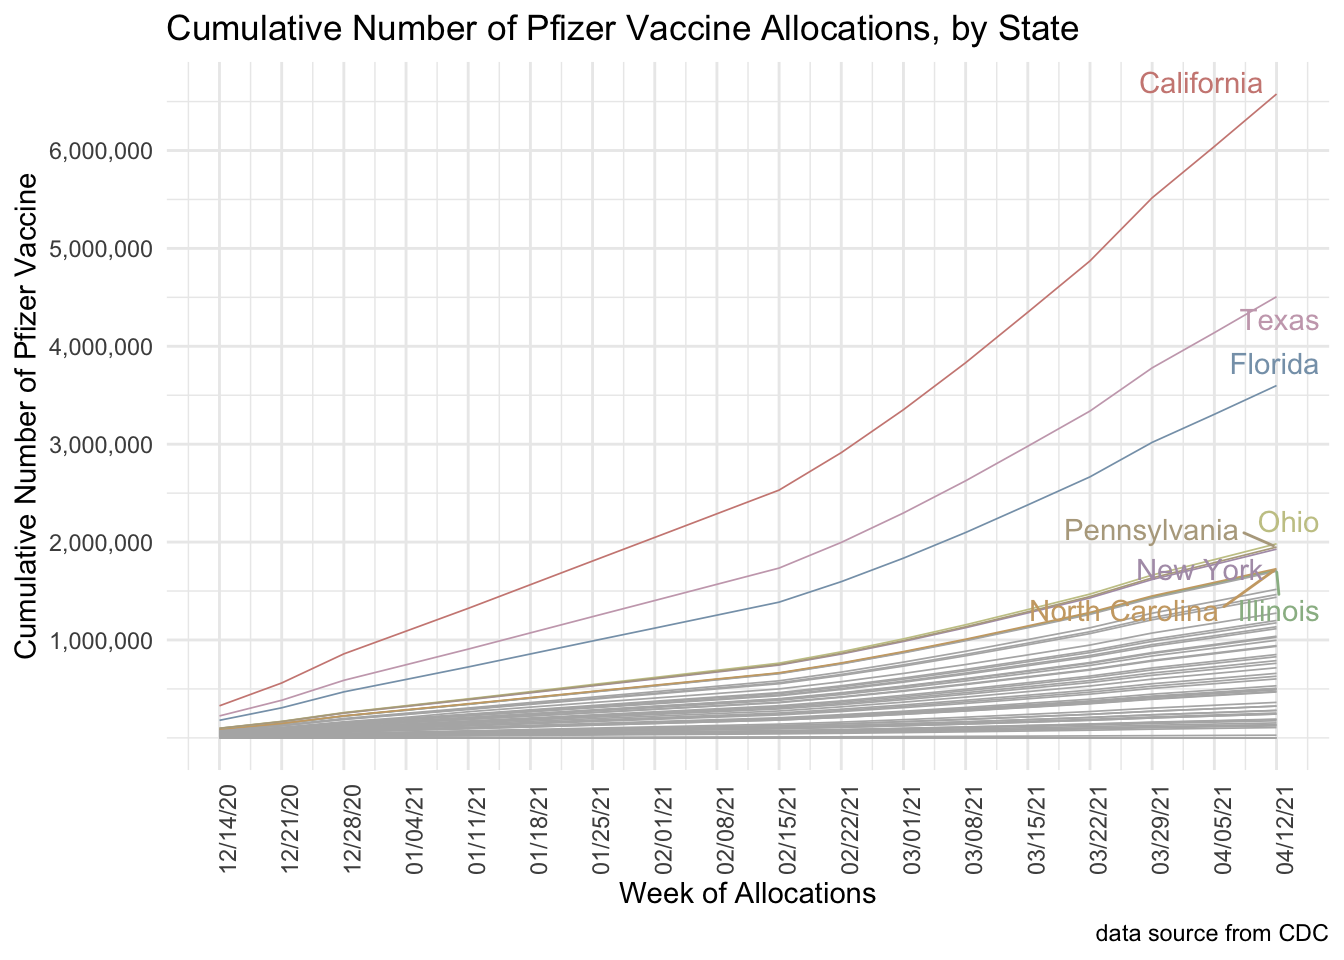 Cumulative Number of Pfizer Vaccine Allocations, by State
Cumulative Number of Pfizer Vaccine
6,000,000
5,000,000
4,000,000
3,000,000
2,000,000
1,000,000
California
Texas
Florida
Ohio
Pennsylvania
New York
North Carolina
Illinois
12/14/20
12/21/20
12/28/20
01/04/21
01/11/21
01/18/21
01/25/21
02/01/21
02/08/21
02/15/21
02/22/21
03/01/21
03/08/21
03/15/21
03/22/21
03/29/21
04/05/21
04/12/21
Week of Allocations
data source from CDC